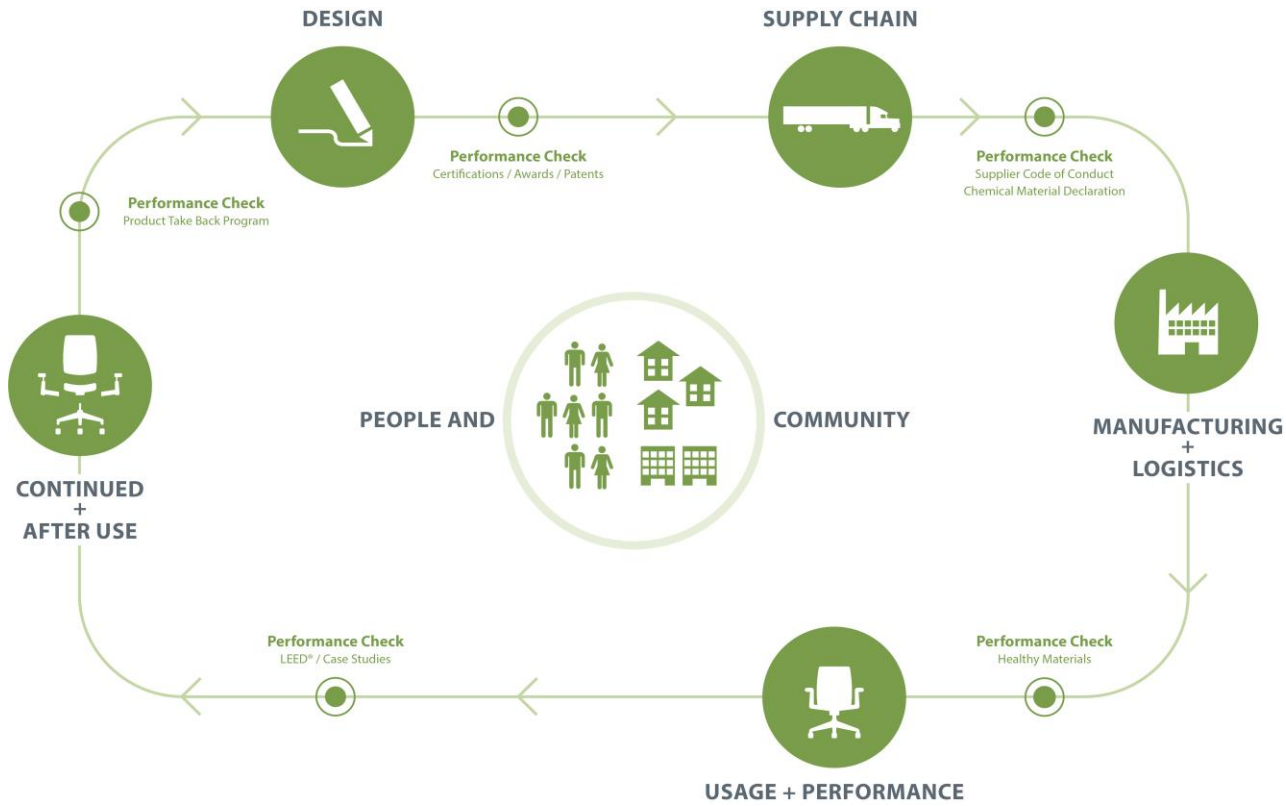 DESIGN
SUPPLY CHAIN
Performance Check
Certifications / Awards / Patents
Performance Check
Supplier Code of Conduct
Chemical Material Declaration
Performance Check
Product Take Back Program
PEOPLE AND
COMMUNITY
MANUFACTURING
+
LOGISTICS
CONTINUED
+
AFTER USE
Performance Check
LEED® / Case Studies
Performance Check
Healthy Materials
USAGE + PERFORMANCE